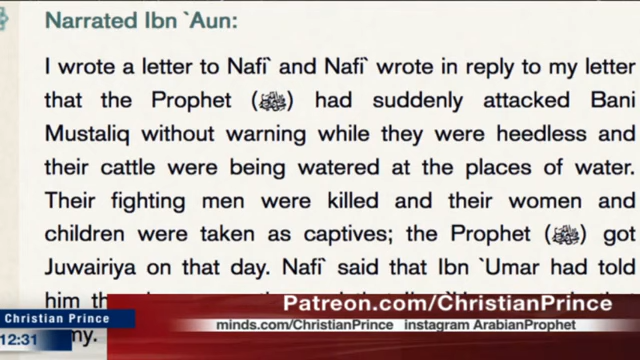 Narrated Ibn `Aun:
I wrote a letter to Nafi` and Nafi` wrote in reply to my letter
that the Prophet (ﷺ) had suddenly attacked Bani
Mustaliq without warning while they were heedless and
their cattle were being watered at the places of water.
Their fighting men were killed and their women and
children were taken as captives; the Prophet (ﷺ) got
Juwairiya on that day. Nafi` said that Ibn `Umar had told
him
Patreon.com/ChristianPrince
Christian Prince
minds.com/ChristianPrince instagram ArabianProphet
12:31
my.